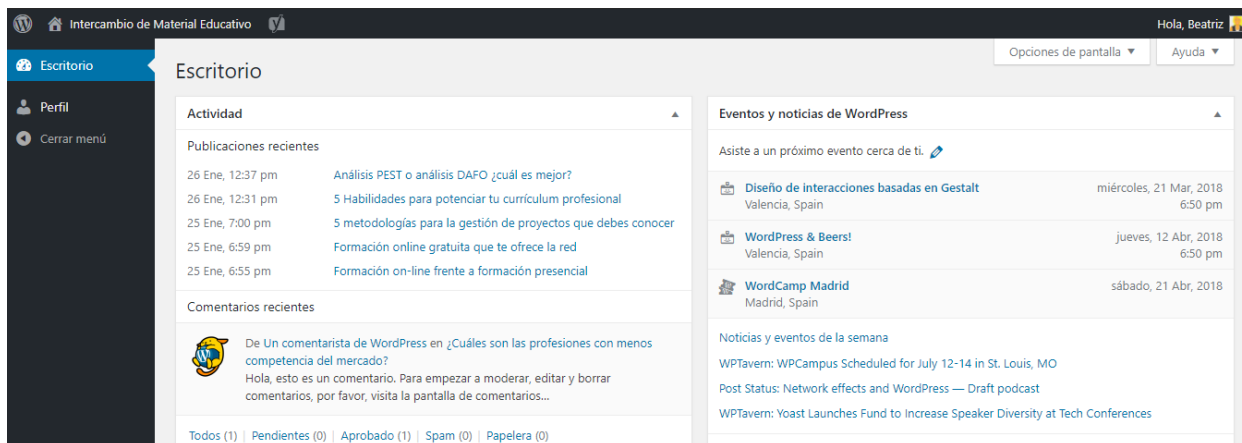 Intercambio de Material Educativo
Hola, Beatriz
Escritorio
Perfil
Cerrar menú
Opciones de pantalla ▼
Ayuda ▼
Escritorio
Actividad
Publicaciones recientes
26 Ene, 12:37 pm Análisis PEST o análisis DAFO ¿cuál es mejor?
26 Ene, 12:31 pm 5 Habilidades para potenciar tu currículum profesional
25 Ene, 7:00 pm 5 metodologías para la gestión de proyectos que debes conocer
25 Ene, 6:59 pm Formación online gratuita que te ofrece la red
25 Ene, 6:55 pm Formación on-line frente a formación presencial
Comentarios recientes
De Un comentarista de WordPress en ¿Cuáles son las profesiones con menos
competencia del mercado?
Hola, esto es un comentario. Para empezar a moderar, editar y borrar
comentarios, por favor, visita la pantalla de comentarios...
Todos (1) | Pendientes (0) | Aprobado (1) | Spam (0) | Papelera (0)
Eventos y noticias de WordPress
Asiste a un próximo evento cerca de ti.
Diseño de interacciones basadas en Gestalt miércoles, 21 Mar, 2018
Valencia, Spain 6:50 pm
WordPress & Beers! jueves, 12 Abr, 2018
Valencia, Spain 6:50 pm
WordCamp Madrid sábado, 21 Abr, 2018
Madrid, Spain
Noticias y eventos de la semana
WPTavern: WPCampus Scheduled for July 12-14 in St. Louis, MO
Post Status: Network effects and WordPress — Draft podcast
WPTavern: Yoast Launches Fund to Increase Speaker Diversity at Tech Conferences